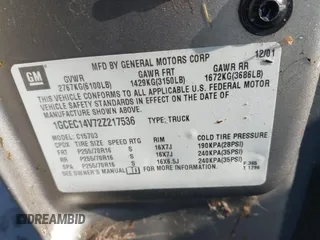 GM
MFD BY GENERAL MOTORS CORP 12/01
GVWR GAWR FRT GAWR RR
2767KG(6100LB) 1429KG(3150LB) 1672KG(3686LB)
THIS VEHICLE CONFORMS TO ALL APPLICABLE U.S. FEDERAL MOTOR
VEHICLE SAFETY STANDARDS IN EFFECT ON THE DATE OF
MANUFACTURE SHOWN ABOVE.
1GCEC14V72Z217536 TYPE: TRUCK
C15703
CPOX TIRE SIZE SPEED RTG RIM COLD TIRE PRESSURE
FRT P255/70R16 S 16X7J 190KPA(28PSI)
RR P255/70R16 S 16X7J 240KPA(35PSI)
SPA P255/70R16 S 16X6.5J 240KPA(35PSI)
SEE OWNER'S MANUAL FOR ADDITIONAL INFORMATION